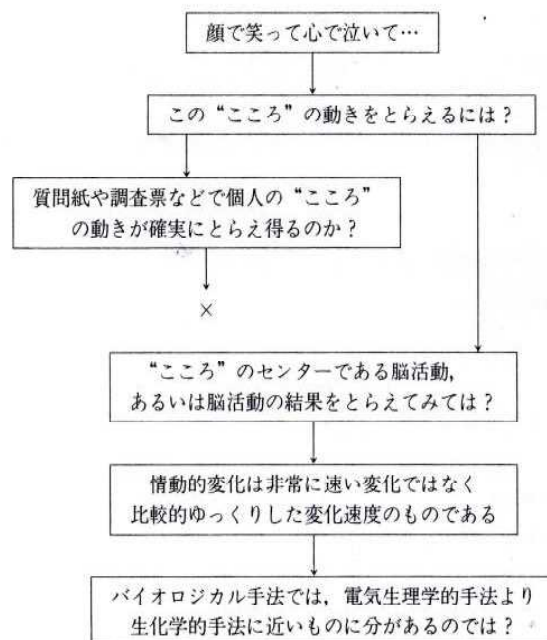 顔で笑って心で泣いて…
この“こころ”の動きをとらえるには？
質問紙や調査票などで個人の“こころ”
の動きが確実にとらえ得るのか？
×
“こころ”のセンターである脳活動，
あるいは脳活動の結果をとらえてみては？
情動的変化は非常に速い変化ではなく
比較的ゆっくりした変化速度のものである
バイオロジカル手法では，電気生理学的手法より
生化学的手法に近いものに分があるのでは？